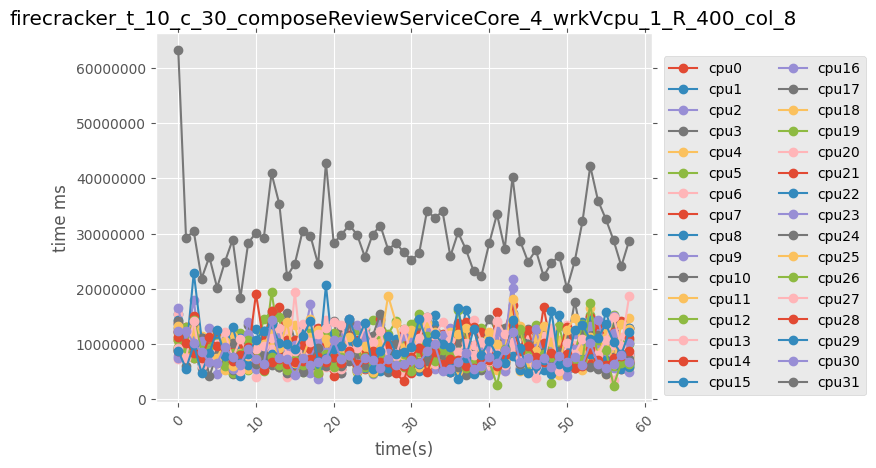 firecracker_t_10_c_30_composeReviewServiceCore_4_wrkVcpu_1_R_400_col_8
60000000
50000000
40000000
30000000
20000000
10000000
0
time ms
0 10 20 30 40 50 60
time(s)
cpu0 cpu16
cpu1 cpu17
cpu2 cpu18
cpu3 cpu19
cpu4 cpu20
cpu5 cpu21
cpu6 cpu22
cpu7 cpu23
cpu8 cpu24
cpu9 cpu25
cpu10 cpu26
cpu11 cpu27
cpu12 cpu28
cpu13 cpu29
cpu14 cpu30
cpu15 cpu31